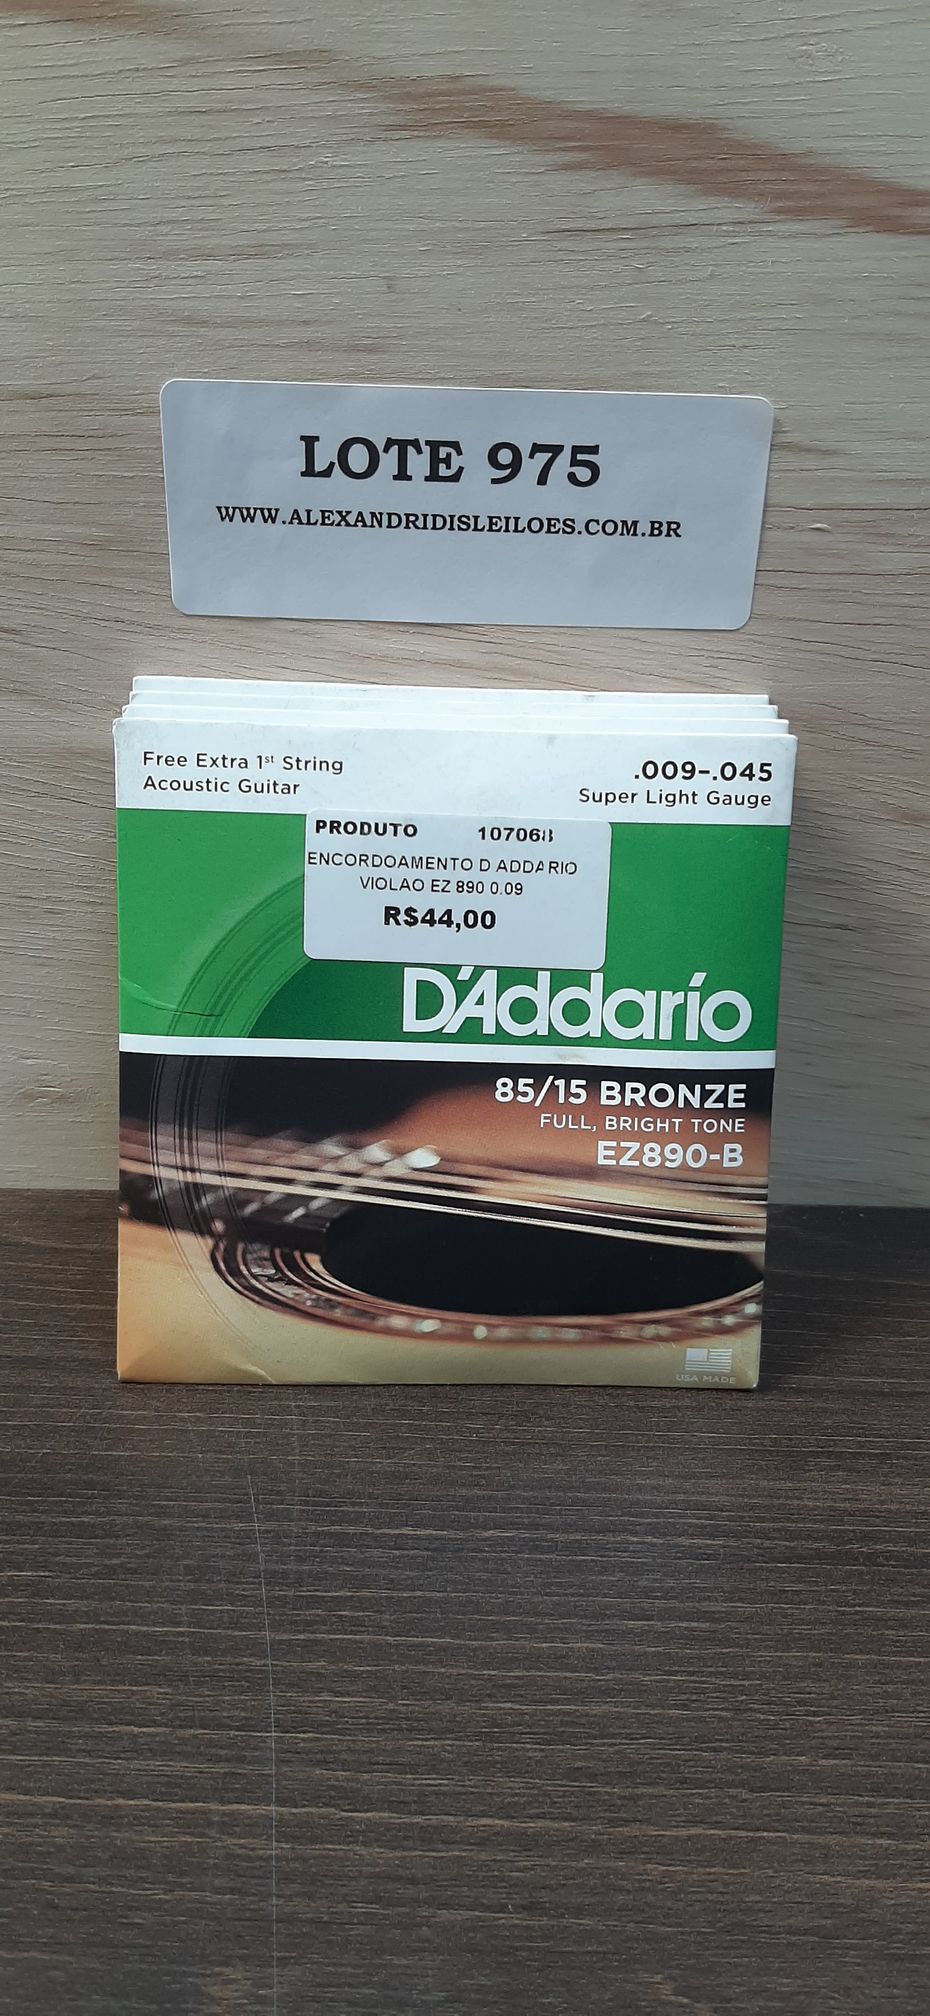 LOTE 975
WWW.ALEXANDRIDISLEILOES.COM.BR
Free Extra 1st String
Acoustic Guitar
.009–.045
Super Light Gauge
PRODUTO 107068
ENCORDOAMENTO D ADDARIO
VIOLAO EZ 890 0.09
R$44,00
D'Addario
85/15 BRONZE
FULL, BRIGHT TONE
EZ890-B
USA MADE